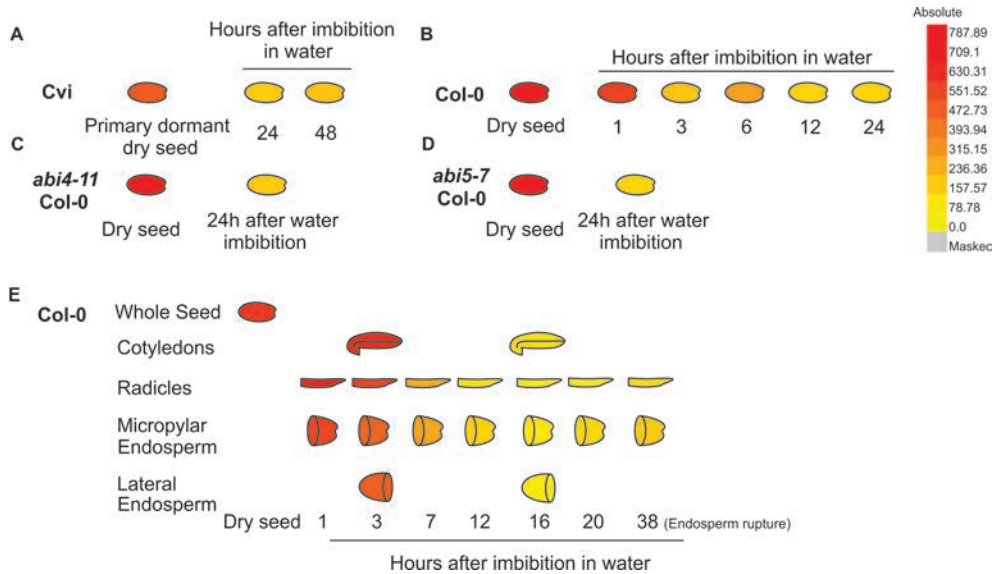 A
Hours after imbibition
in water
Cvi
Primary dormant
dry seed
24
48
B
Hours after imbibition in water
Col-0
Dry seed
1
3
6
12
24
C
abi4-11
Col-0
Dry seed
24h after water
imbibition
D
abi5-7
Col-0
Dry seed
24h after water
imbibition
Absolute
787.89
709.1
630.31
551.52
472.73
393.94
315.15
236.36
157.57
78.78
0.0
Maskec
E
Col-0
Whole Seed
Cotyledons
Radicles
Micropylar
Endosperm
Lateral
Endosperm
Dry seed 1 3 7 12 16 20 38 (Endosperm rupture)
Hours after imbibition in water